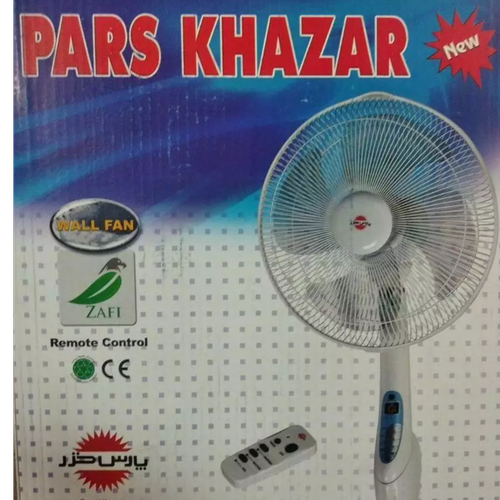 PARS KHAZAR
New
WALL FAN
ZAFI
Remote Control
CE
پارس خزر